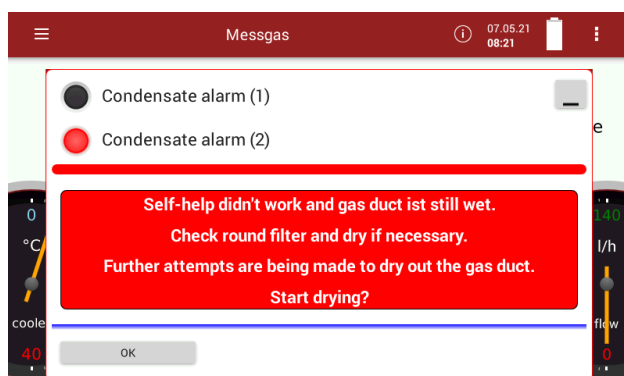 Messgas
07.05.21
08:21
Condensate alarm (1)
Condensate alarm (2)
e
Self-help didn't work and gas duct ist still wet.
Check round filter and dry if necessary.
Further attempts are being made to dry out the gas duct.
Start drying?
0
°C
coole
40
140
l/h
flow
0
OK